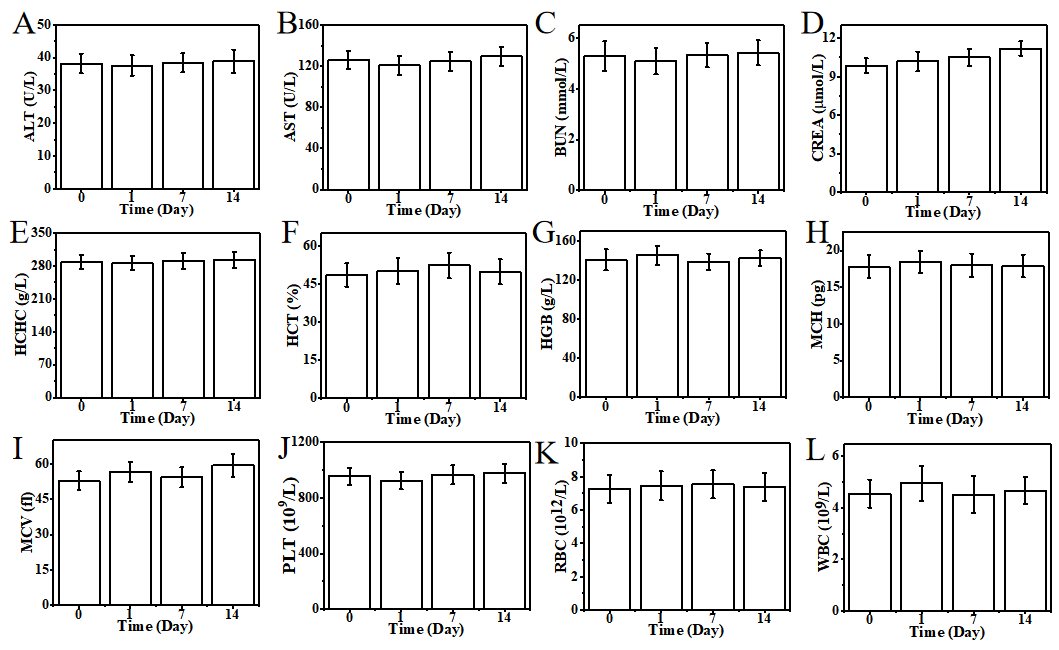 A
50
40
30
20
10
0
ALT (U/L)
0 1 7 14
Time (Day)
B
160
120
80
40
0
AST (U/L)
0 1 7 14
Time (Day)
C
6
4
2
0
BUN (mmol/L)
0 1 7 14
Time (Day)
D
12
9
6
3
0
CREA (μmol/L)
0 1 7 14
Time (Day)
E
350
280
210
140
70
0
HCHC (g/L)
0 1 7 14
Time (Day)
F
60
45
30
15
0
HCT (%)
0 1 7 14
Time (Day)
G
160
120
80
40
0
HGB (g/L)
0 1 7 14
Time (Day)
H
20
15
10
5
0
MCH (pg)
0 1 7 14
Time (Day)
I
60
45
30
15
0
MCV (fl)
0 1 7 14
Time (Day)
J
1200
800
400
0
PLT (10⁹/L)
0 1 7 14
Time (Day)
K
10
8
6
4
2
0
RBC (10¹²/L)
0 1 7 14
Time (Day)
L
6
4
2
0
WBC (10⁹/L)
0 1 7 14
Time (Day)